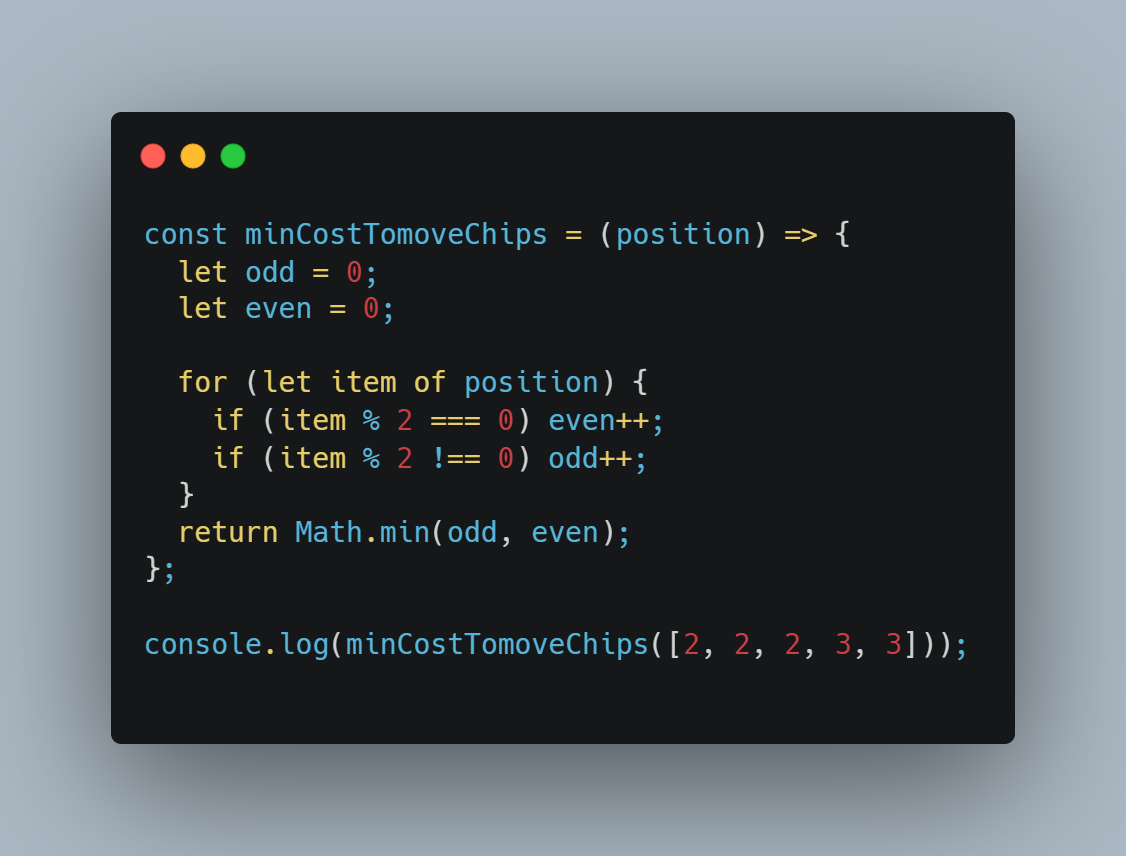 const minCostTomoveChips = (position) => {
  let odd = 0;
  let even = 0;

  for (let item of position) {
    if (item % 2 === 0) even++;
    if (item % 2 !== 0) odd++;
  }
  return Math.min(odd, even);
};

console.log(minCostTomoveChips([2, 2, 2, 3, 3]));